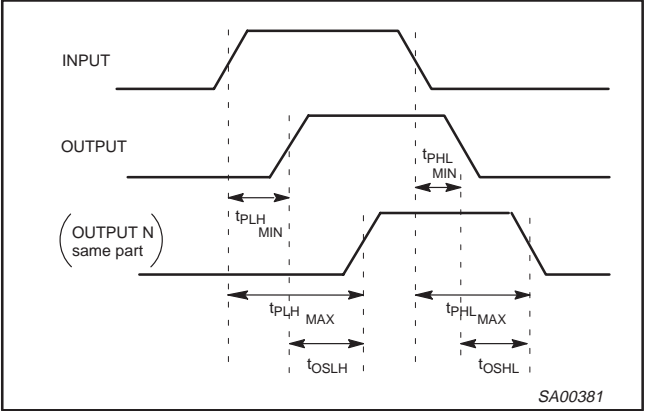 INPUT
OUTPUT
tPHL
MIN
tPLH
MIN
OUTPUT N
same part
tPLH MAX
tPHL MAX
tOSLH
tOSHL
SA00381